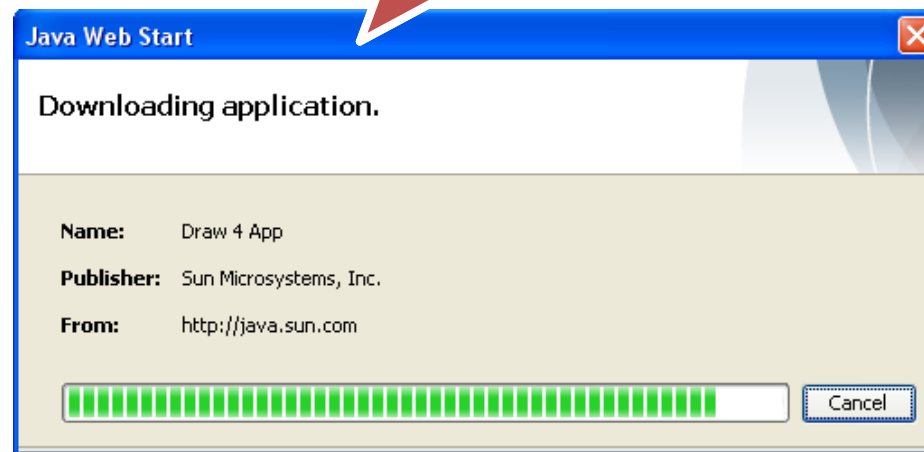 Java Web Start
Downloading application.
Name: Draw 4 App
Publisher: Sun Microsystems, Inc.
From: http://java.sun.com
Cancel